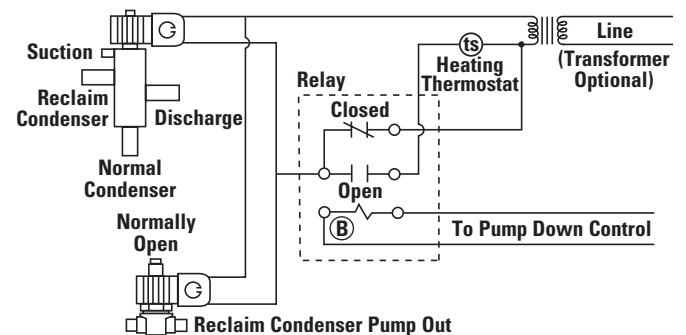 Suction
Reclaim
Condenser
Discharge
Normal
Condenser
Normally
Open
Reclaim Condenser Pump Out
Relay
Closed
Open
B
To Pump Down Control
ts
Heating
Thermostat
Line
(Transformer
Optional)